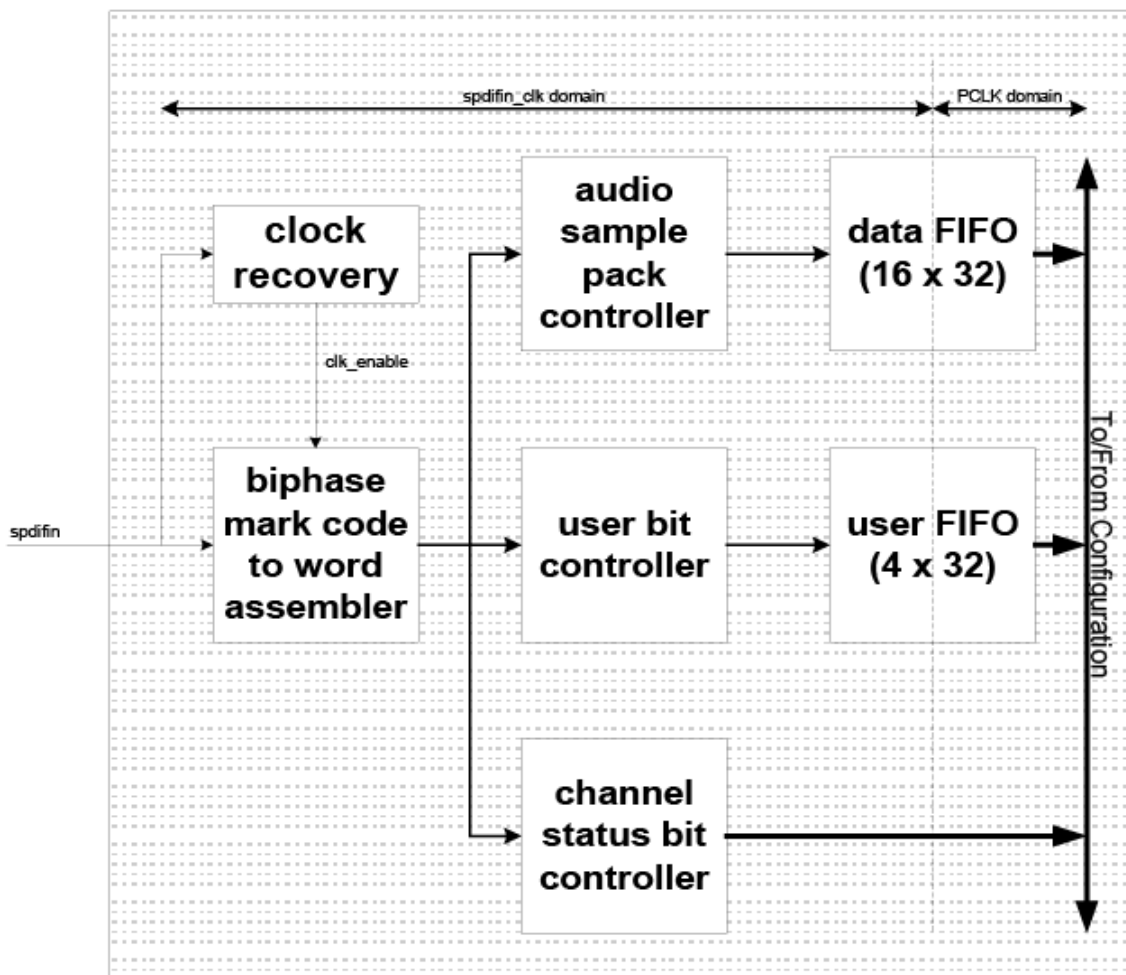 spdifin_clk domain
PCLK domain
clock
recovery
audio
sample
pack
controller
data FIFO
(16 x 32)
clk_enable
spdifin
biphase
mark code
to word
assembler
user bit
controller
user FIFO
(4 x 32)
To/From Configuration
channel
status bit
controller